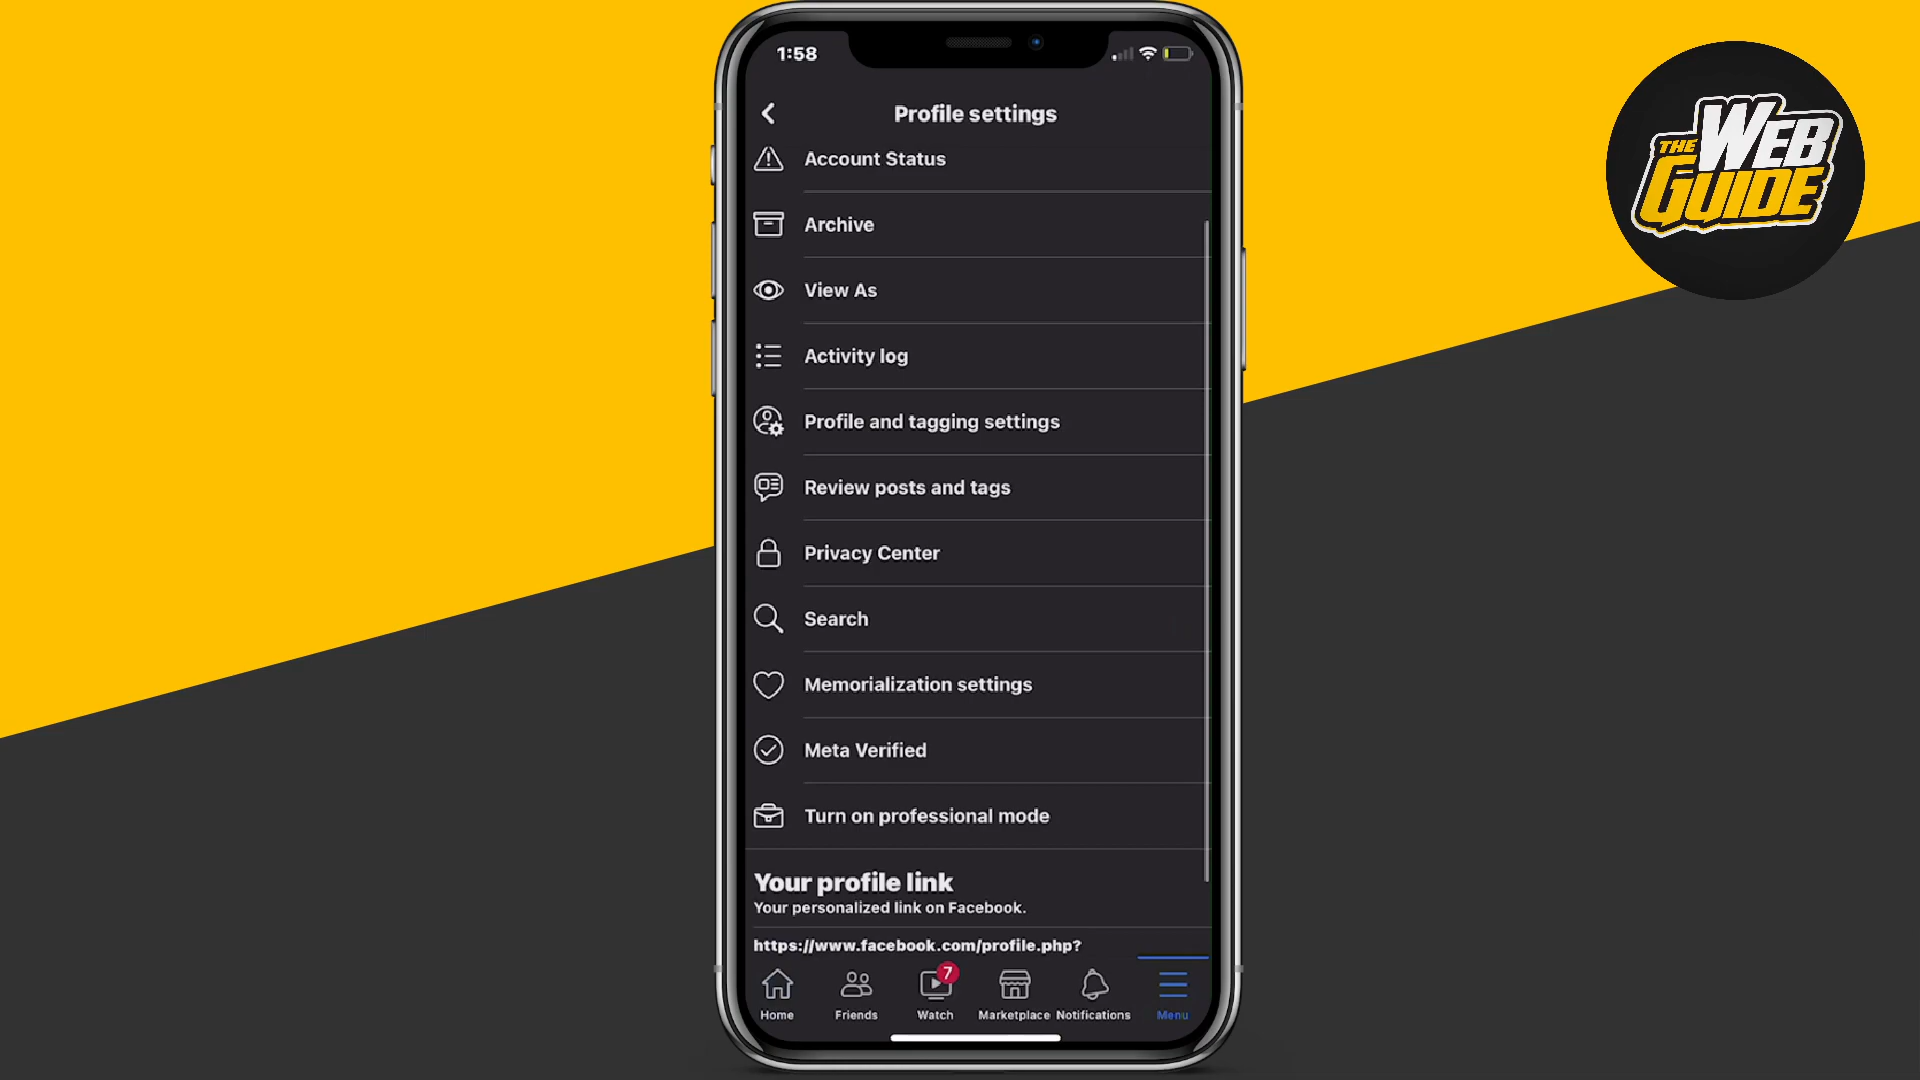 1:58
Profile settings
Account Status
Archive
View As
Activity log
Profile and tagging settings
Review posts and tags
Privacy Center
Search
Memorialization settings
Meta Verified
Turn on professional mode
Your profile link
Your personalized link on Facebook.
https://www.facebook.com/profile.php?
7
Home Friends Watch Marketplace Notifications Menu
THE WEB
GUIDE